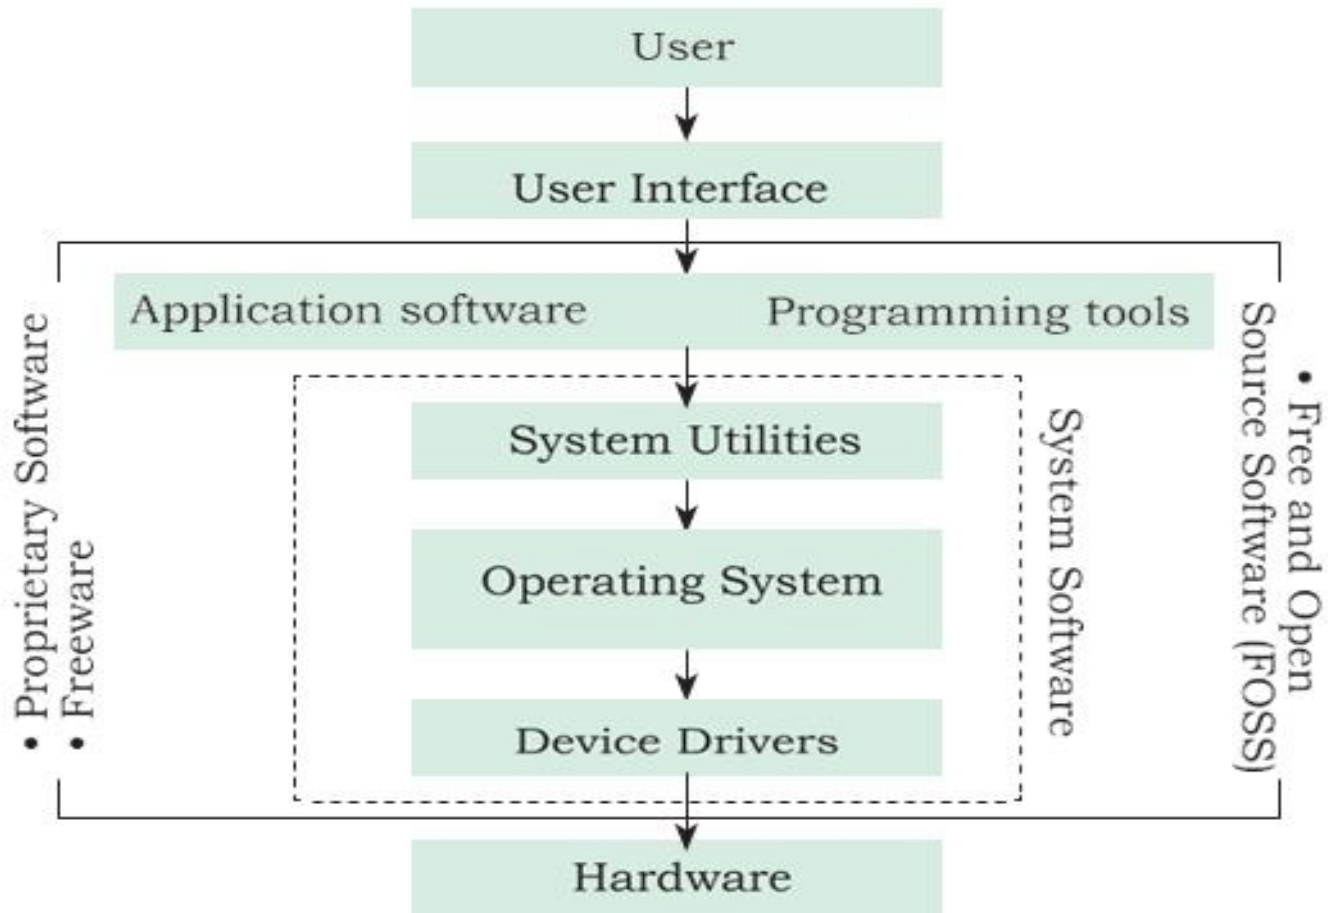 User
User Interface
Application software
Programming tools
System Utilities
Operating System
Device Drivers
System Software
Hardware
• Proprietary Software
• Freeware
• Free and Open
Source Software (FOSS)